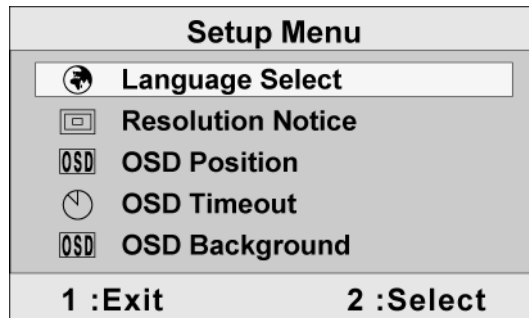 Setup Menu
Language Select
Resolution Notice
OSD OSD Position
OSD Timeout
OSD OSD Background
1 :Exit 2 :Select